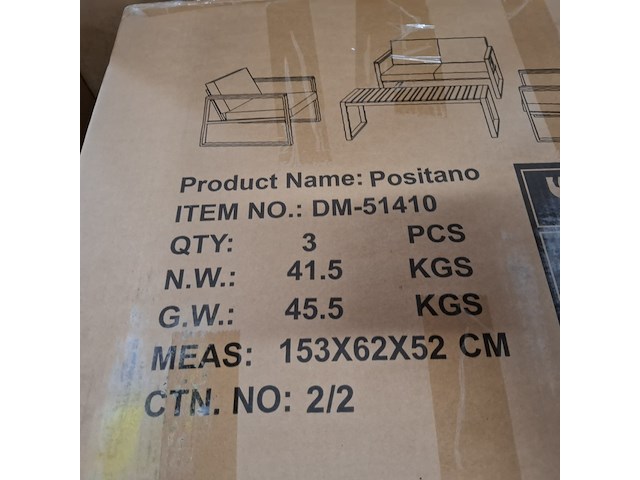 Product Name: Positano
ITEM NO.: DM-51410
QTY: 3 PCS
N.W.: 41.5 KGS
G.W.: 45.5 KGS
MEAS: 153X62X52 CM
CTN. NO: 2/2